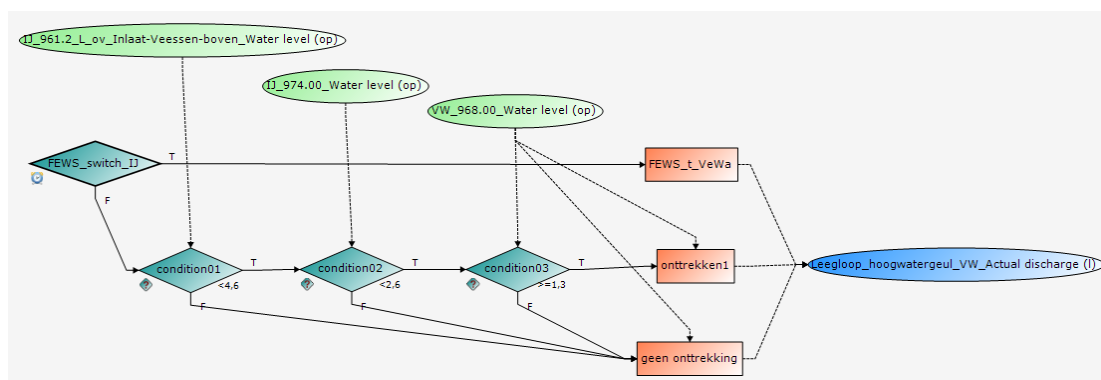 IJ_961.2_L_ov_Inlaat-Veessen-boven_Water level (op)
IJ_974.00_Water level (op)
VW_968.00_Water level (op)
FEWS_switch_IJ
T
FEWS_t_VeWa
F
condition01
T
<4,6
F
condition02
T
<2,6
F
condition03
T
>=1,3
F
onttrekken1
Leegloop_hoogwatergeul_VW_Actual discharge (l)
geen onttrekking